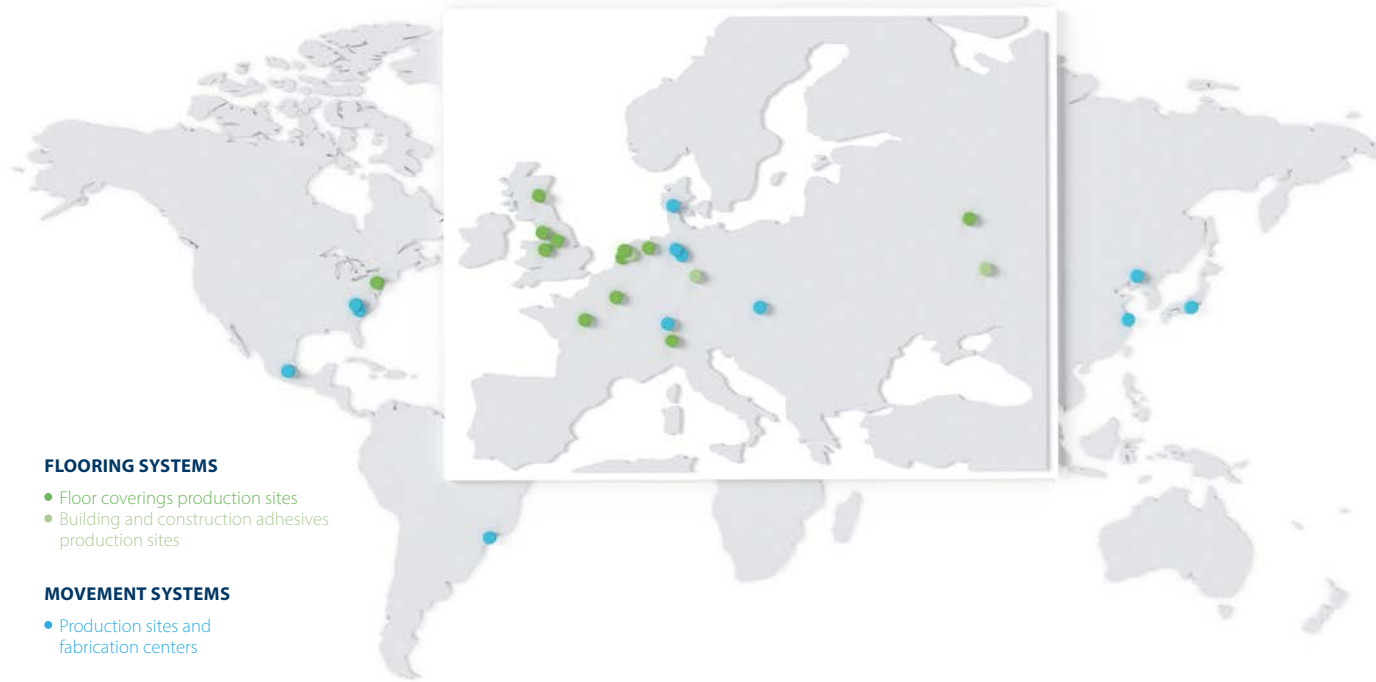 FLOORING SYSTEMS
Floor coverings production sites
Building and construction adhesives
production sites
MOVEMENT SYSTEMS
Production sites and
fabrication centers